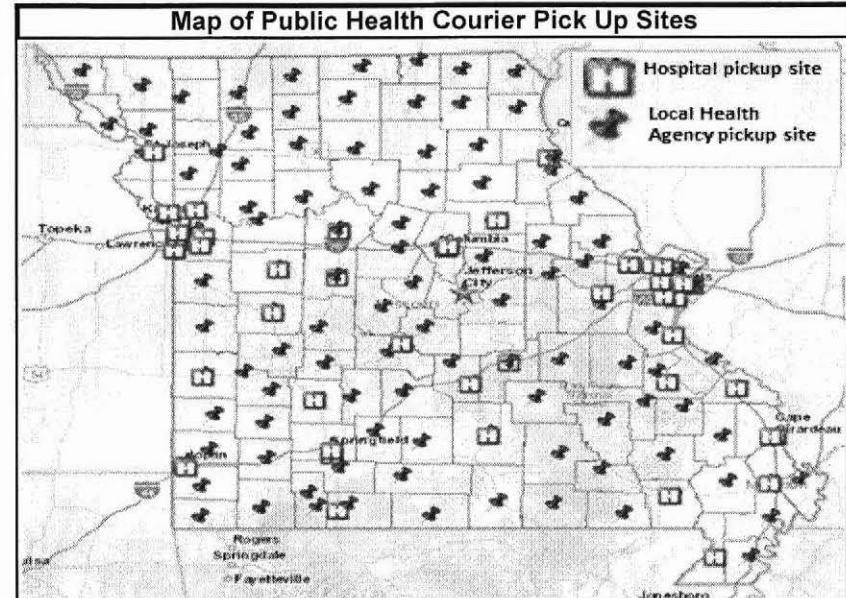 Map of Public Health Courier Pick Up Sites
Hospital pickup site
Local Health
Agency pickup site
Topeka
Lawrenc
Jefferson
City
Cape
Girardeau
Springfield
Rogers
Springdale
Fayetteville
Jonesboro